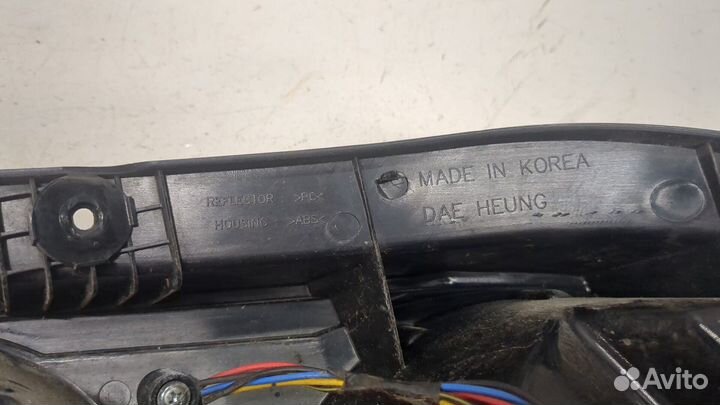 REFLECTOR : >PC<
HOUSING : >ABS<
MADE IN KOREA
DAE HEUNG
Avito